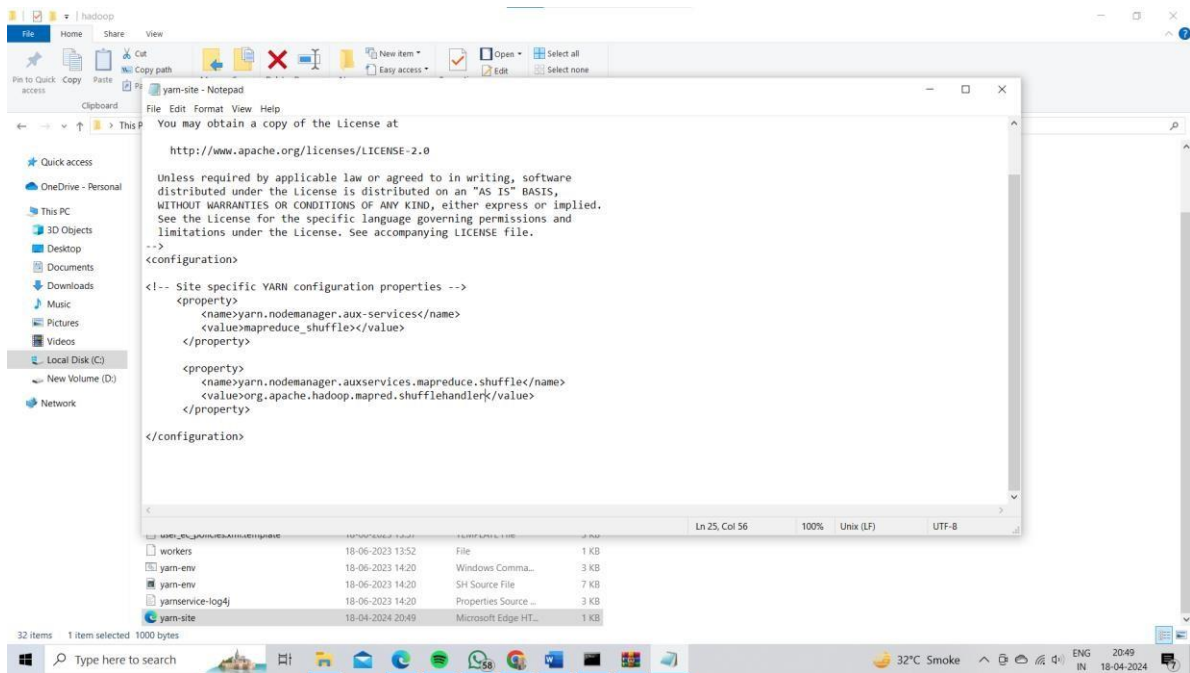 hadoop
File Home Share View
Pin to Quick access
Copy
Paste
Cut
Copy path
Clipboard
New item
Easy access
Open
Edit
Select all
Select none
yarn-site - Notepad
File Edit Format View Help
You may obtain a copy of the License at
http://www.apache.org/licenses/LICENSE-2.0
Unless required by applicable law or agreed to in writing, software
distributed under the License is distributed on an "AS IS" BASIS,
WITHOUT WARRANTIES OR CONDITIONS OF ANY KIND, either express or implied.
See the License for the specific language governing permissions and
limitations under the License. See accompanying LICENSE file.
-->
<configuration>
<!-- Site specific YARN configuration properties -->
<property>
<name>yarn.nodemanager.aux-services</name>
<value>mapreduce_shuffle></value>
</property>
<property>
<name>yarn.nodemanager.auxservices.mapreduce.shuffle</name>
<value>org.apache.hadoop.mapred.shufflehandler</value>
</property>
</configuration>
Ln 25, Col 56 100% Unix (LF) UTF-8
This P
Quick access
OneDrive - Personal
This PC
3D Objects
Desktop
Documents
Downloads
Music
Pictures
Videos
Local Disk (C:)
New Volume (D:)
Network
workers 18-06-2023 13:52 File 1 KB
yarn-env 18-06-2023 14:20 Windows Comma... 3 KB
yarn-env 18-06-2023 14:20 SH Source File 7 KB
yarnservice-log4j 18-06-2023 14:20 Properties Source ... 3 KB
yarn-site 18-04-2024 20:49 Microsoft Edge HT... 1 KB
32 items 1 item selected 1000 bytes
Type here to search
58
32°C Smoke
ENG
IN
20:49
18-04-2024